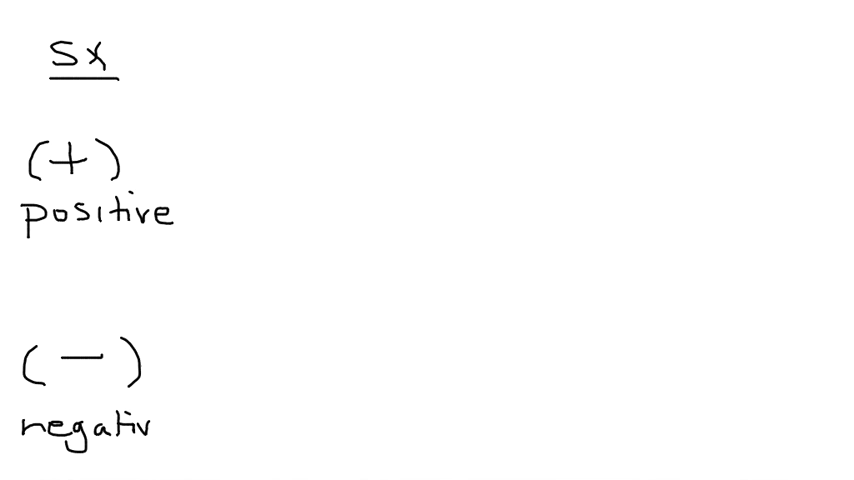 Sx
(+)
positive
(-)
negativ